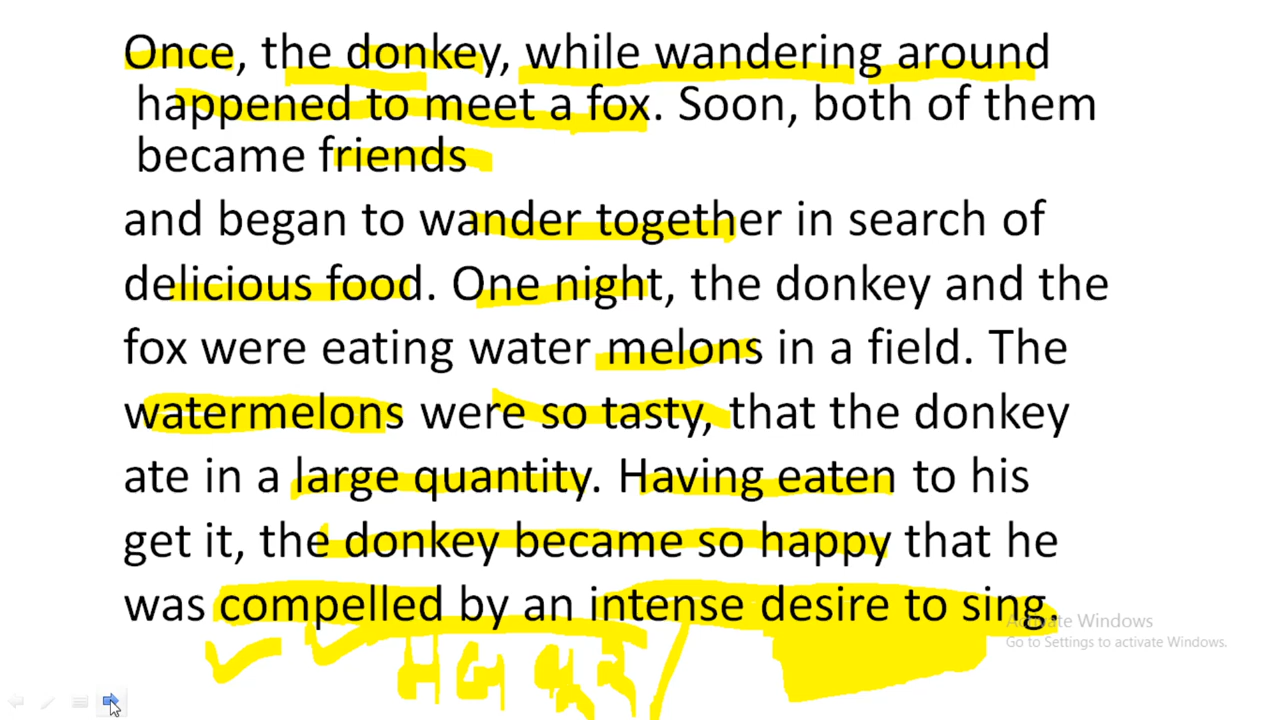 Once, the donkey, while wandering around
happened to meet a fox. Soon, both of them
became friends
and began to wander together in search of
delicious food. One night, the donkey and the
fox were eating water melons in a field. The
watermelons were so tasty, that the donkey
ate in a large quantity. Having eaten to his
get it, the donkey became so happy that he
was compelled by an intense desire to sing.
Activate Windows
Go to Settings to activate Windows.